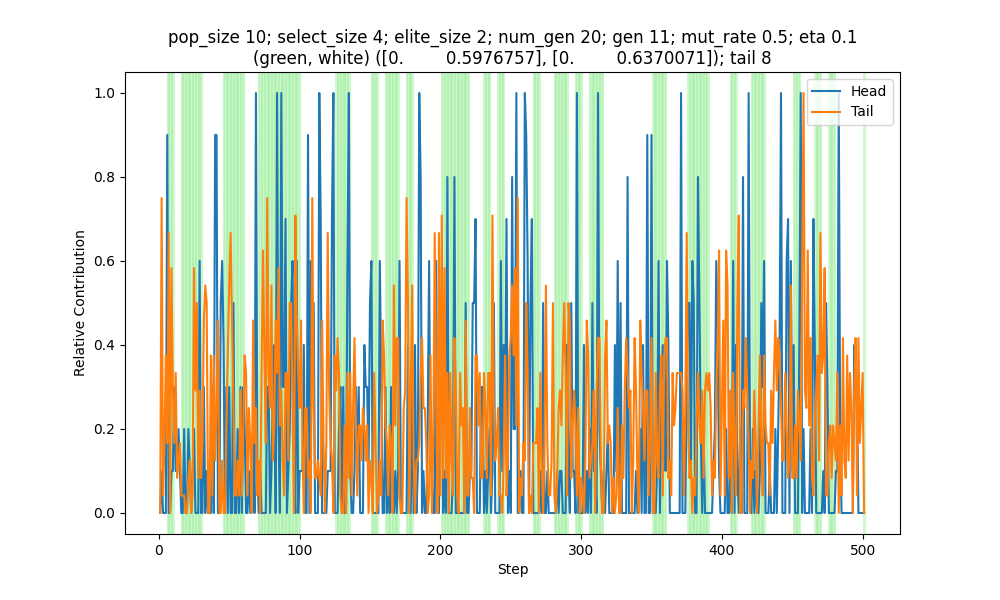 pop_size 10; select_size 4; elite_size 2; num_gen 20; gen 11; mut_rate 0.5; eta 0.1
(green, white) ([0.         0.5976757], [0.         0.6370071]); tail 8
Head
Tail
1.0
0.8
0.6
0.4
0.2
0.0
Relative Contribution
0 100 200 300 400 500
Step